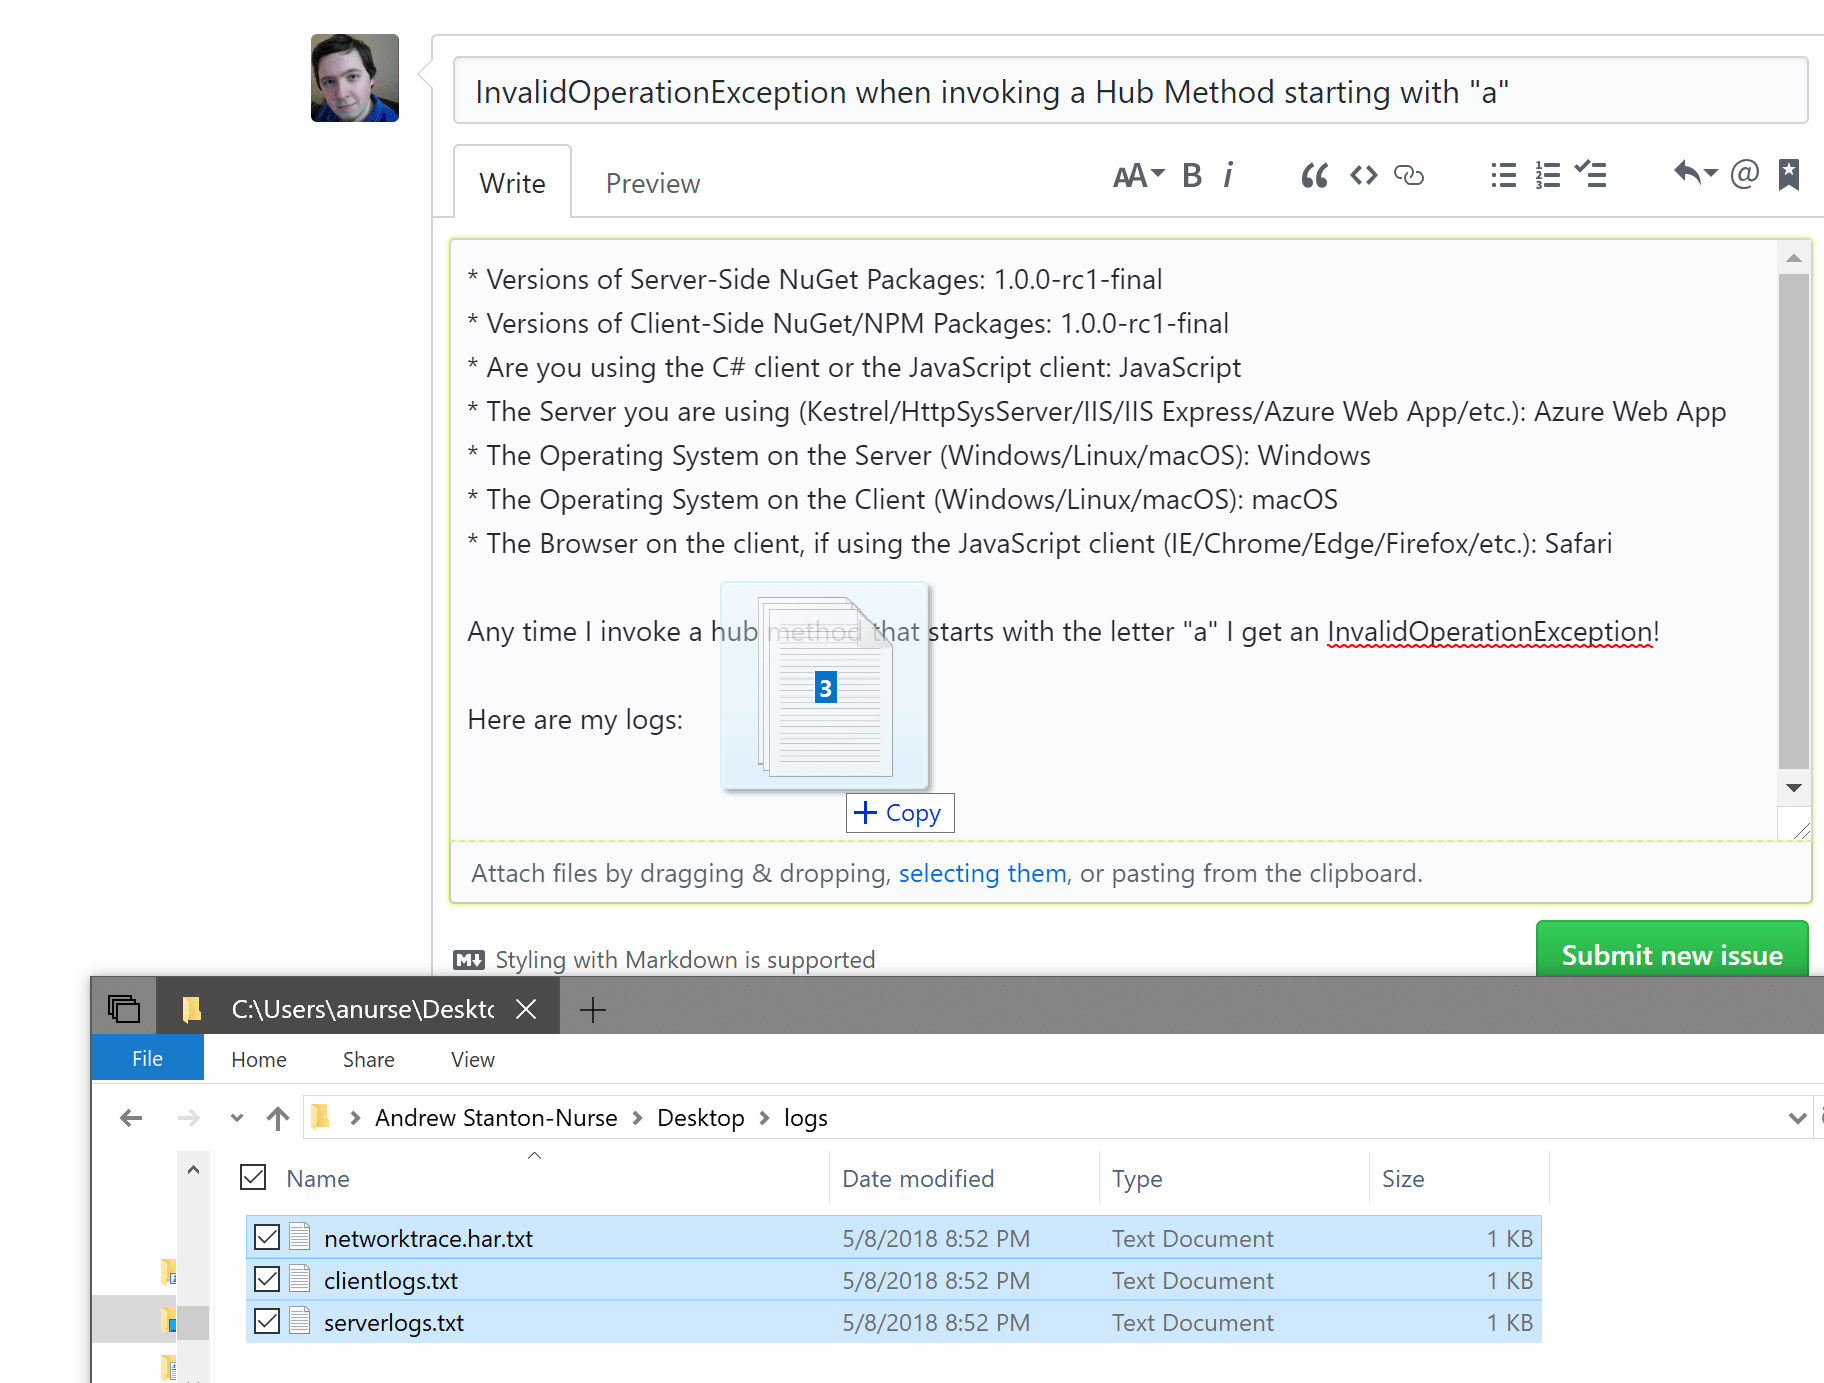 InvalidOperationException when invoking a Hub Method starting with "a"
Write
Preview
AA
B
i
@
* Versions of Server-Side NuGet Packages: 1.0.0-rc1-final
* Versions of Client-Side NuGet/NPM Packages: 1.0.0-rc1-final
* Are you using the C# client or the JavaScript client: JavaScript
* The Server you are using (Kestrel/HttpSysServer/IIS/IIS Express/Azure Web App/etc.): Azure Web App
* The Operating System on the Server (Windows/Linux/macOS): Windows
* The Operating System on the Client (Windows/Linux/macOS): macOS
* The Browser on the client, if using the JavaScript client (IE/Chrome/Edge/Firefox/etc.): Safari
Any time I invoke a hub method that starts with the letter "a" I get an InvalidOperationException!
3
Here are my logs:
+ Copy
Attach files by dragging & dropping, selecting them, or pasting from the clipboard.
Styling with Markdown is supported
Submit new issue
C:\Users\anurse\Deskto
File
Home
Share
View
Andrew Stanton-Nurse > Desktop > logs
Name
Date modified
Type
Size
networktrace.har.txt 5/8/2018 8:52 PM Text Document 1 KB
clientlogs.txt 5/8/2018 8:52 PM Text Document 1 KB
serverlogs.txt 5/8/2018 8:52 PM Text Document 1 KB